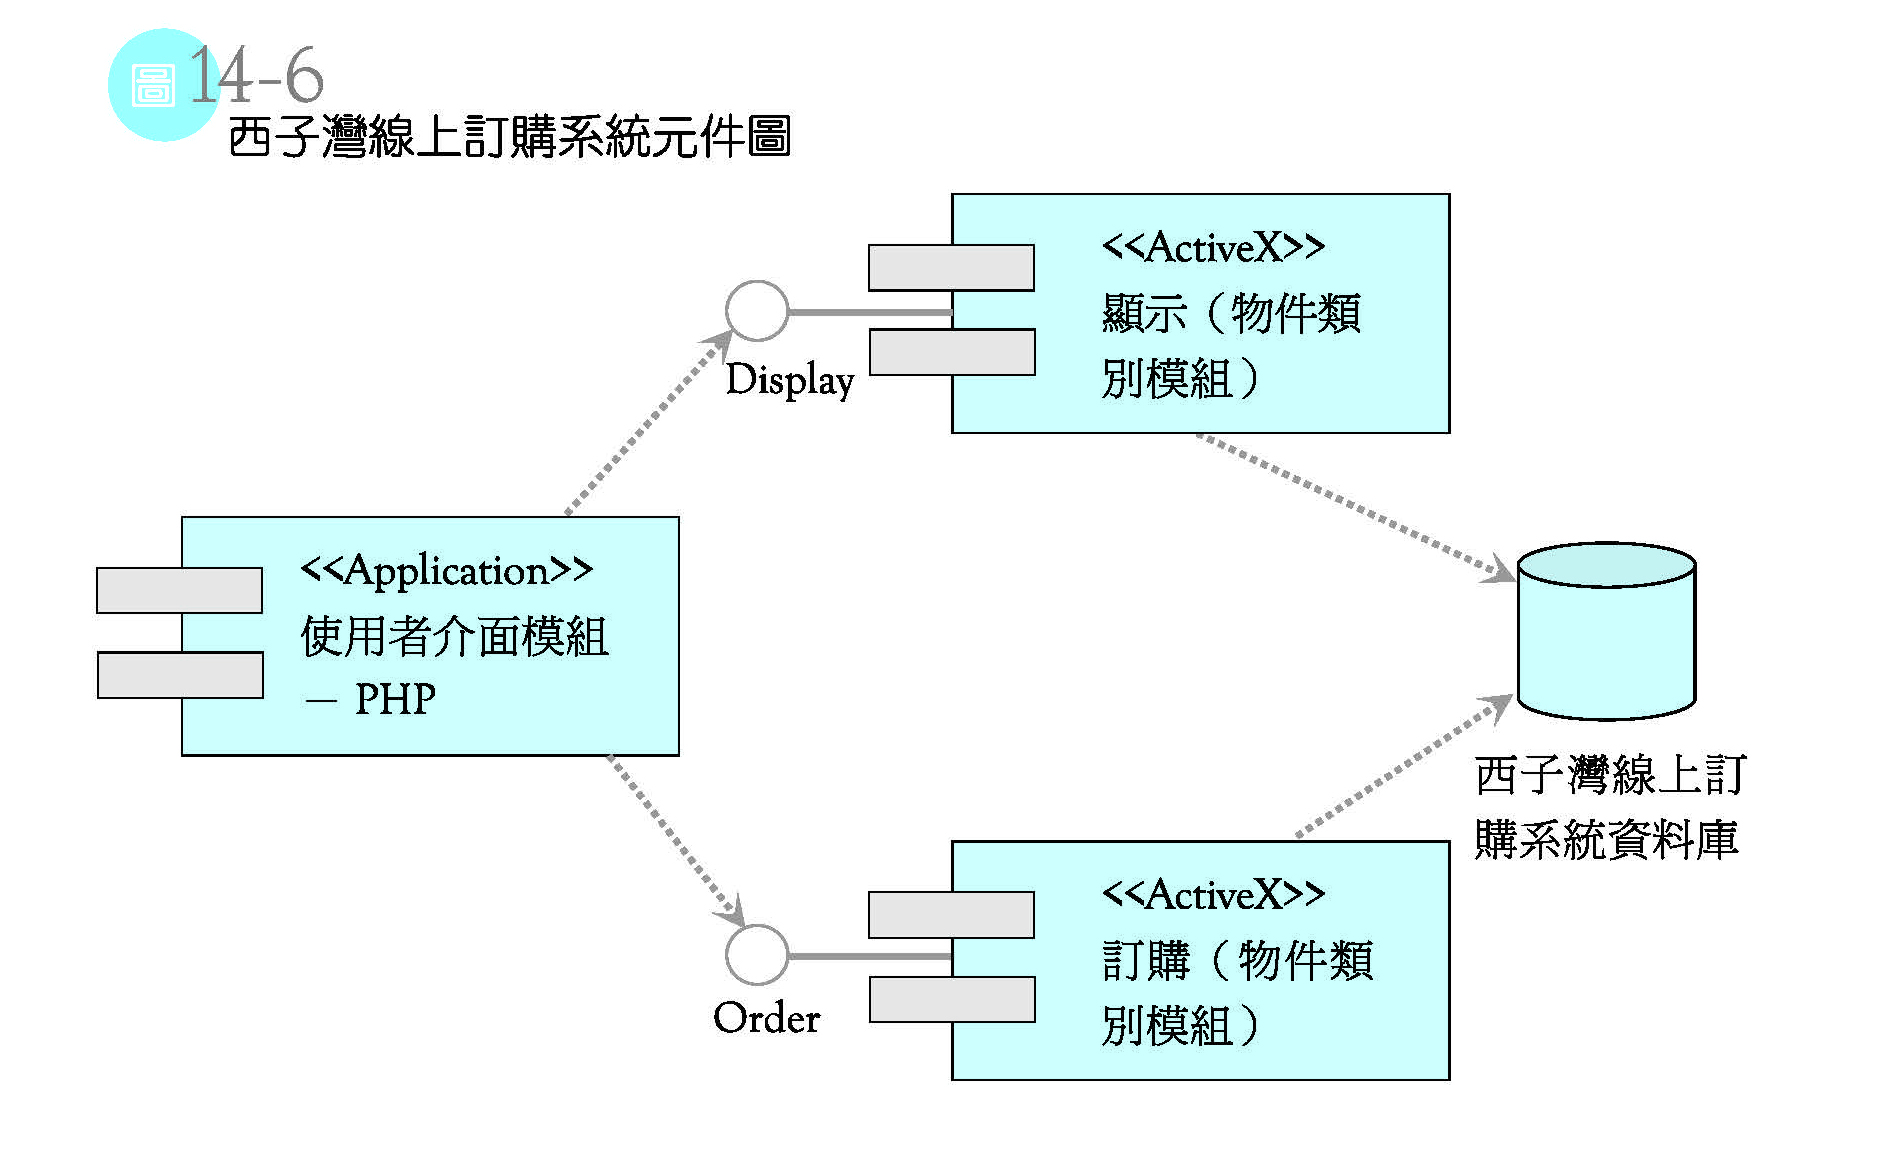 圖 14-6
西子灣線上訂購系統元件圖
<<ActiveX>>
顯示（物件類
別模組）
Display
<<Application>>
使用者介面模組
－ PHP
西子灣線上訂
購系統資料庫
<<ActiveX>>
訂購（物件類
別模組）
Order